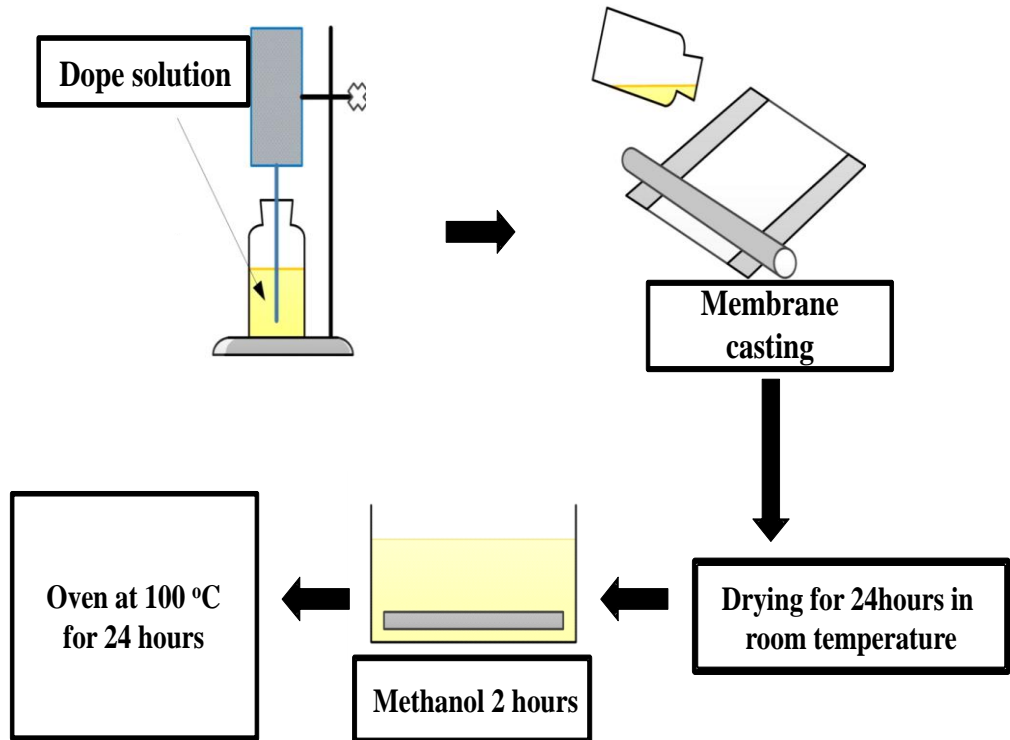 Dope solution
Membrane
casting
Drying for 24hours in
room temperature
Methanol 2 hours
Oven at 100 ºC
for 24 hours